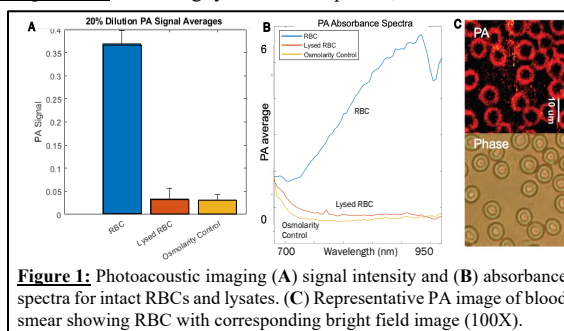 A
20% Dilution PA Signal Averages
0.4
0.35
0.3
0.25
0.2
0.15
0.1
0.05
0
PA Signal
RBC
Lysed RBC
Osmolarity Control
B
PA Absorbance Spectra
6
0
PA average
RBC
Lysed RBC
Osmolarity Control
RBC
Lysed RBC
Osmolarity
Control
700
Wavelength (nm)
950
C
PA
10 um
Phase
Figure 1: Photoacoustic imaging (A) signal intensity and (B) absorbance
spectra for intact RBCs and lysates. (C) Representative PA image of blood
smear showing RBC with corresponding bright field image (100X).